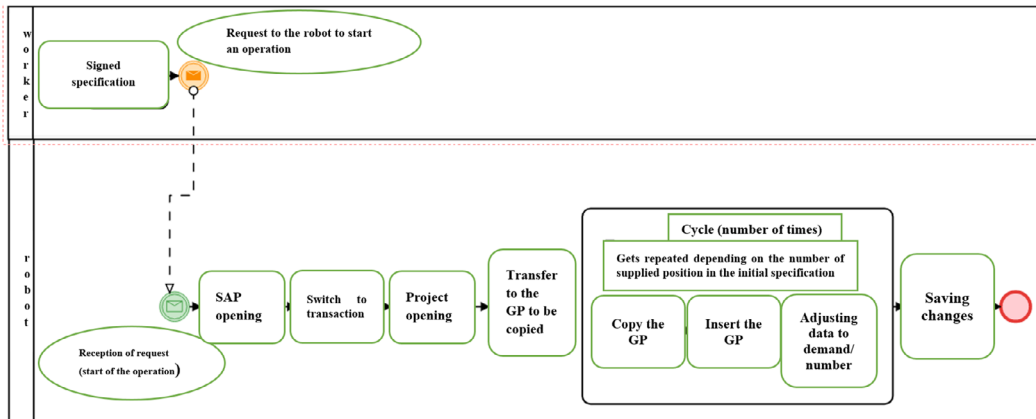 worker
Signed
specification
Request to the robot to start
an operation
robot
Reception of request
(start of the operation)
SAP
opening
Switch to
transaction
Project
opening
Transfer
to the
GP to be
copied
Cycle (number of times)
Gets repeated depending on the number of
supplied position in the initial specification
Copy the
GP
Insert the
GP
Adjusting
data to
demand/
number
Saving
changes